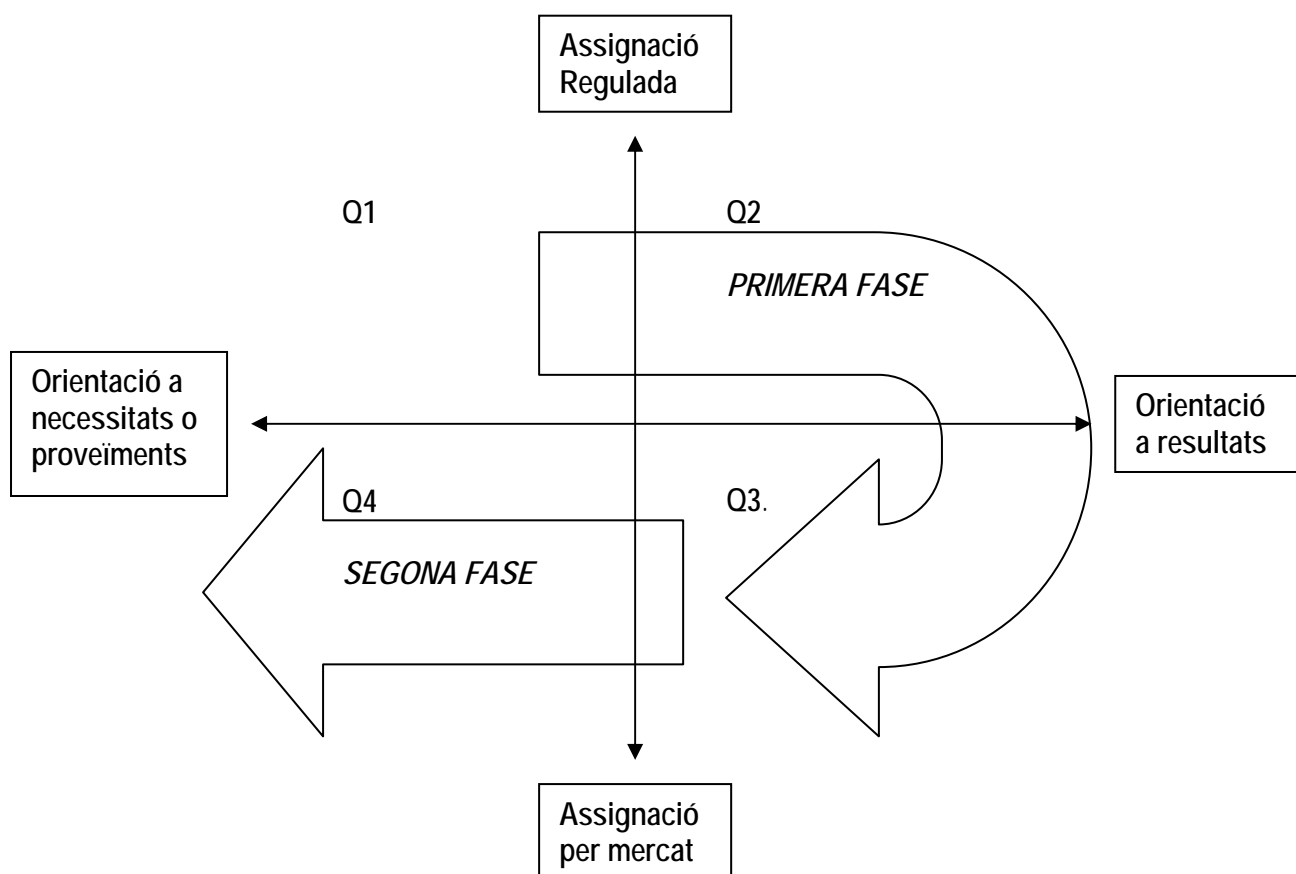 Assignació
Regulada
Q1
Q2
PRIMERA FASE
Orientació a
necessitats o
proveïments
Orientació
a resultats
Q4
Q3.
SEGONA FASE
Assignació
per mercat